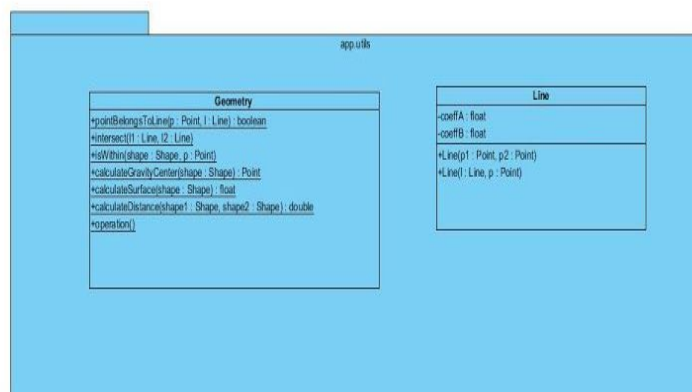 app.utils
Geometry
+pointBelongsToLine(p : Point, l : Line) : boolean
+intersect(l1 : Line, l2 : Line)
+isWithin(shape : Shape, p : Point)
+calculateGravityCenter(shape : Shape) : Point
+calculateSurface(shape : Shape) : float
+calculateDistance(shape1 : Shape, shape2 : Shape) : double
+operation()
Line
-coeffA : float
-coeffB : float
+Line(p1 : Point, p2 : Point)
+Line(l : Line, p : Point)